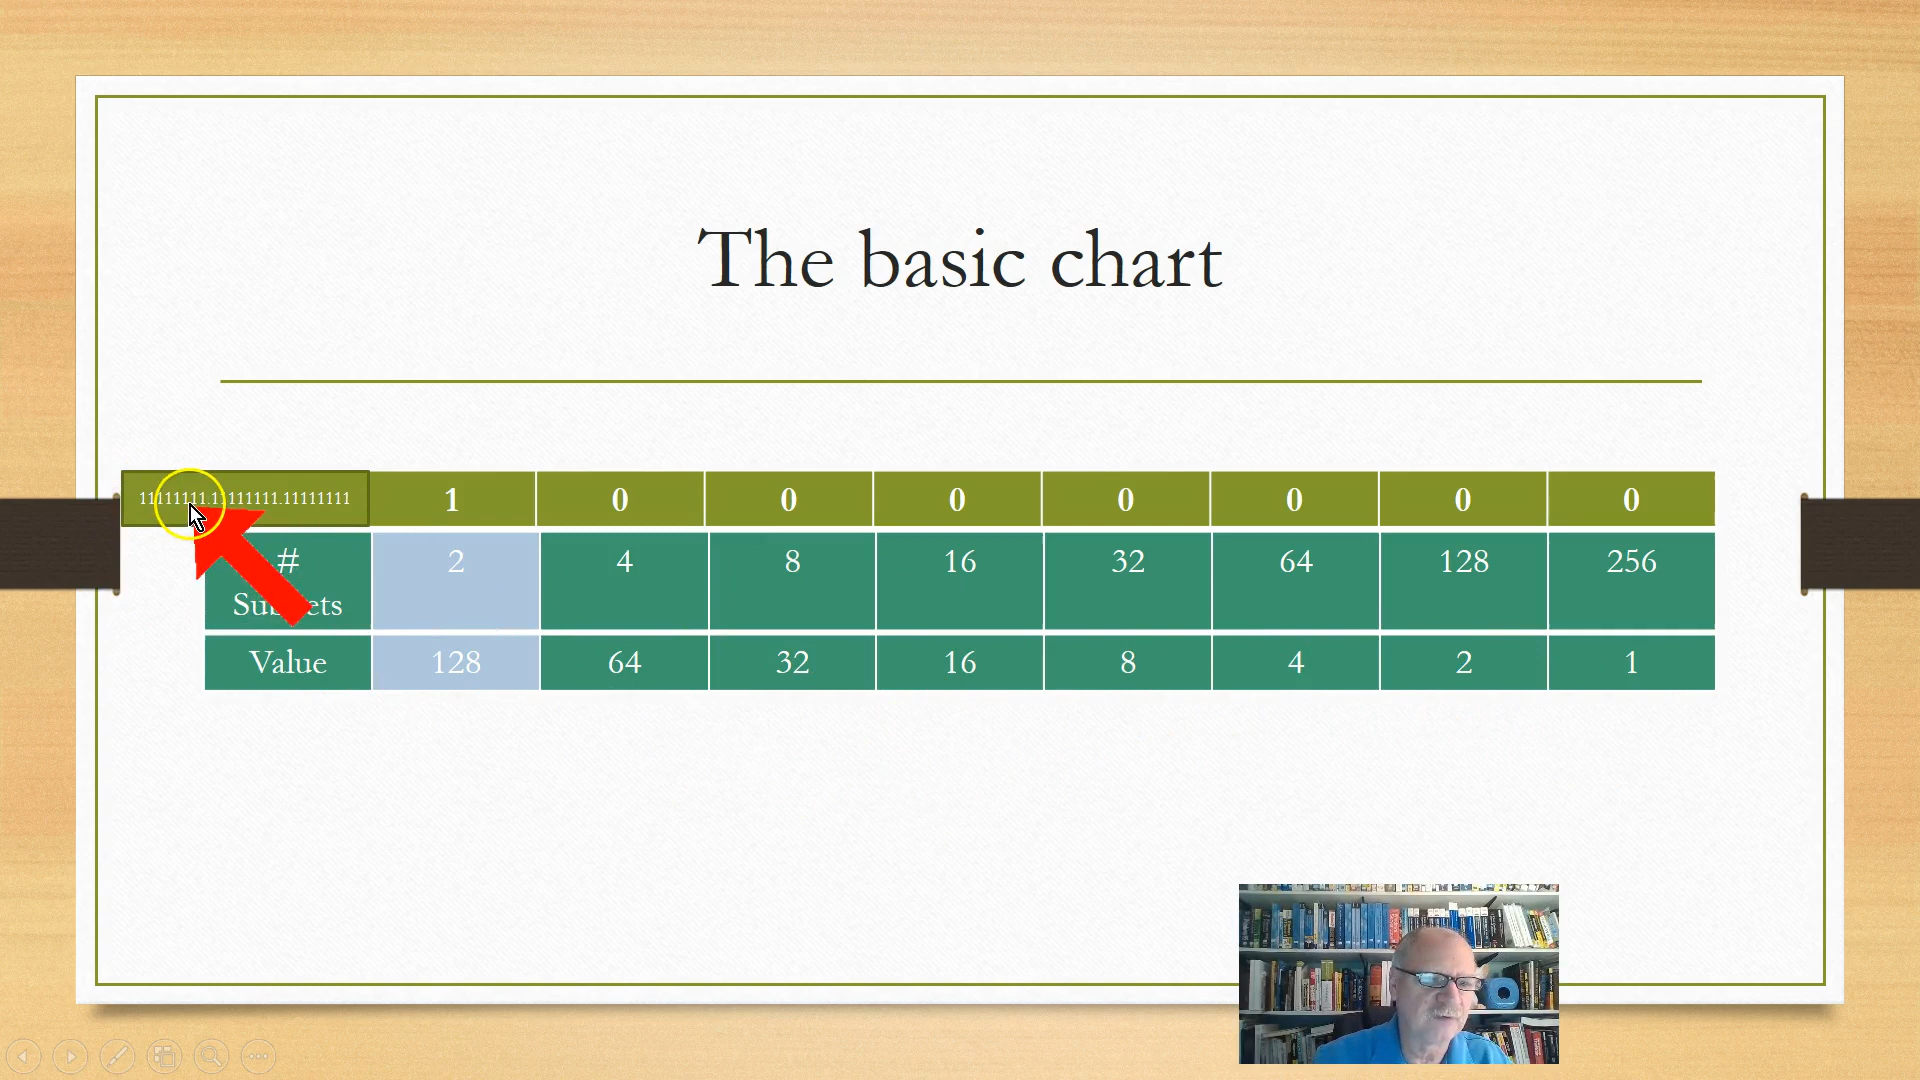 The basic chart
11111111.11111111.11111111 1 0 0 0 0 0 0 0
# 2 4 8 16 32 64 128 256
Value 128 64 32 16 8 4 2 1